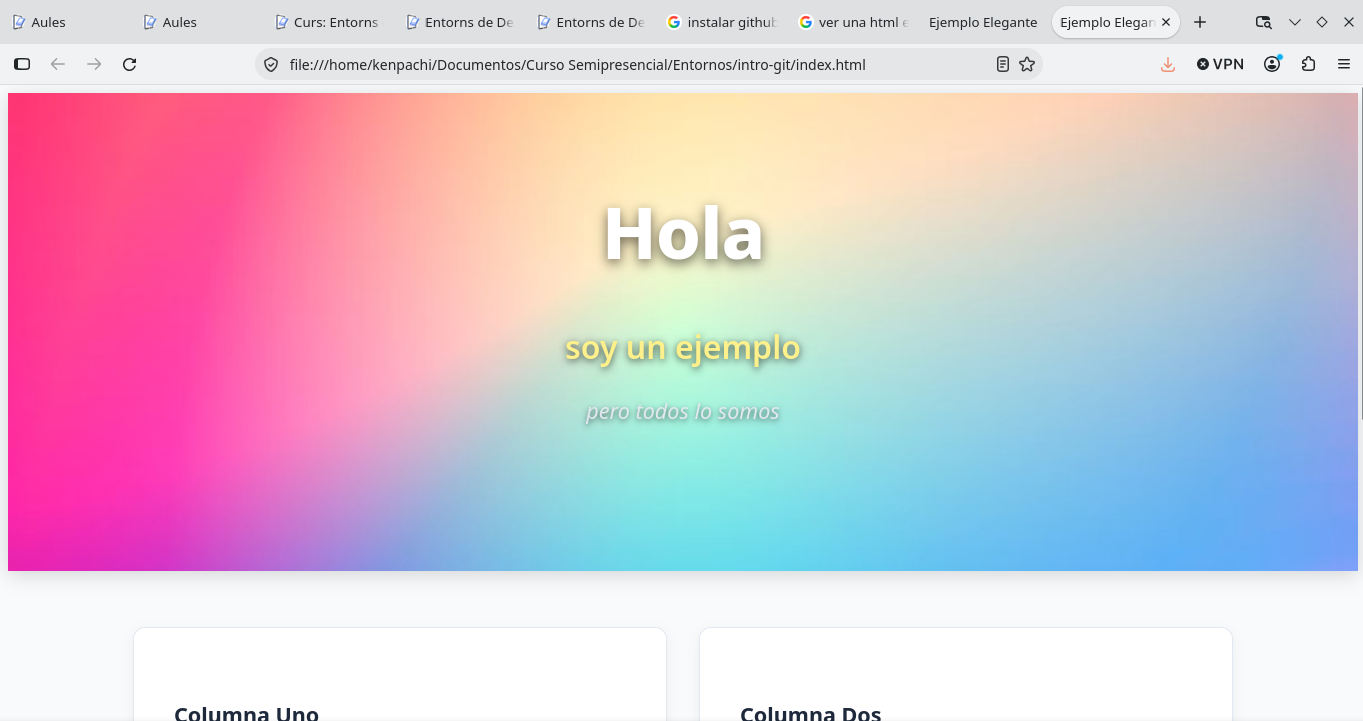 Aules
Aules
Curs: Entorns
Entorns de De
Entorns de De
instalar github
ver una html e
Ejemplo Elegante
Ejemplo Elegan
file:///home/kenpachi/Documentos/Curso Semipresencial/Entornos/intro-git/index.html
VPN
Hola
soy un ejemplo
pero todos lo somos
Columna Uno
Columna Dos